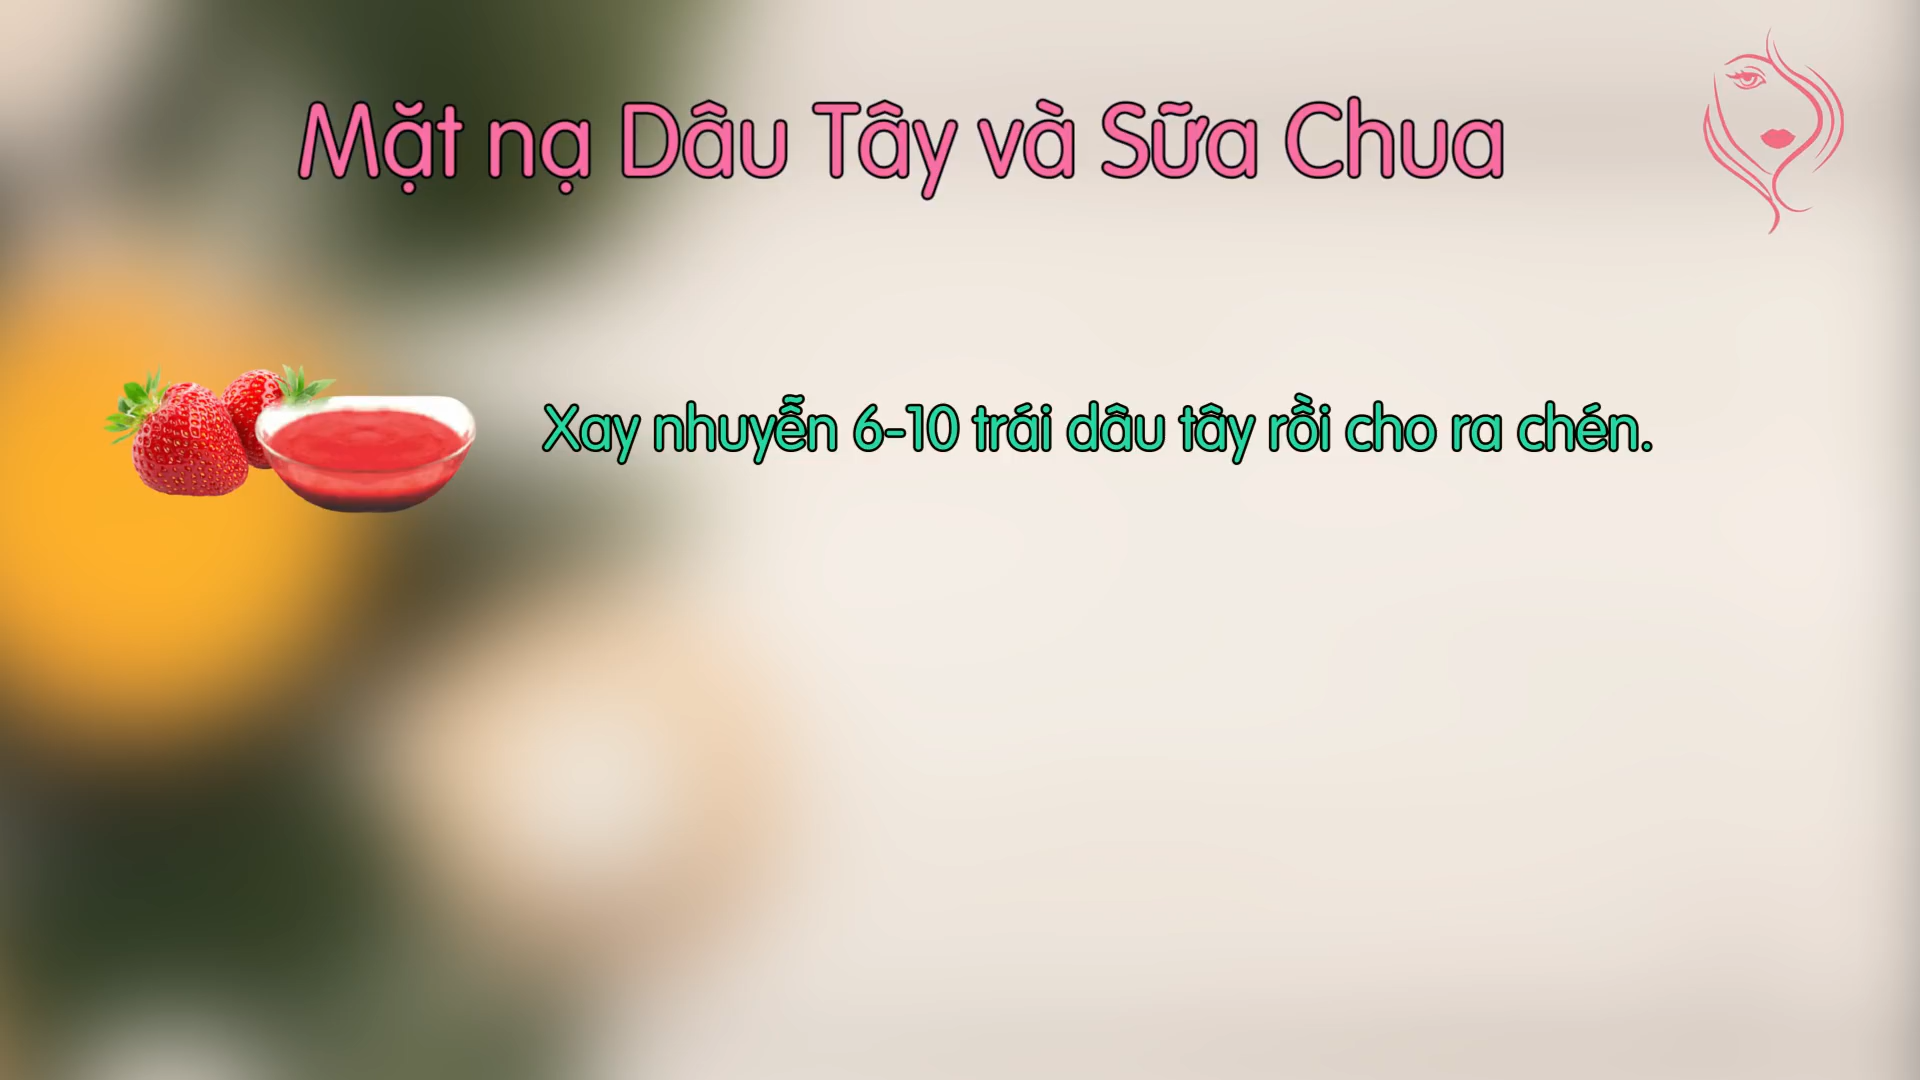 Mặt nạ Dâu Tây và Sữa Chua
Xay nhuyễn 6-10 trái dâu tây rồi cho ra chén.